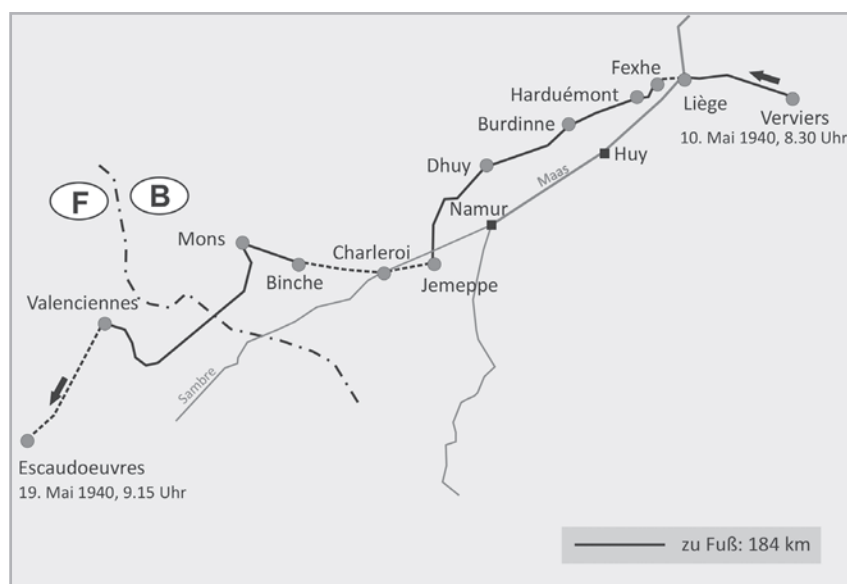 Fexhe
Harduémont
Liège
Verviers
10. Mai 1940, 8.30 Uhr
Burdinne
Huy
Dhuy
Maas
F
B
Namur
Mons
Charleroi
Binche
Jemeppe
Valenciennes
Sambre
Escaudoeuvres
19. Mai 1940, 9.15 Uhr
zu Fuß: 184 km